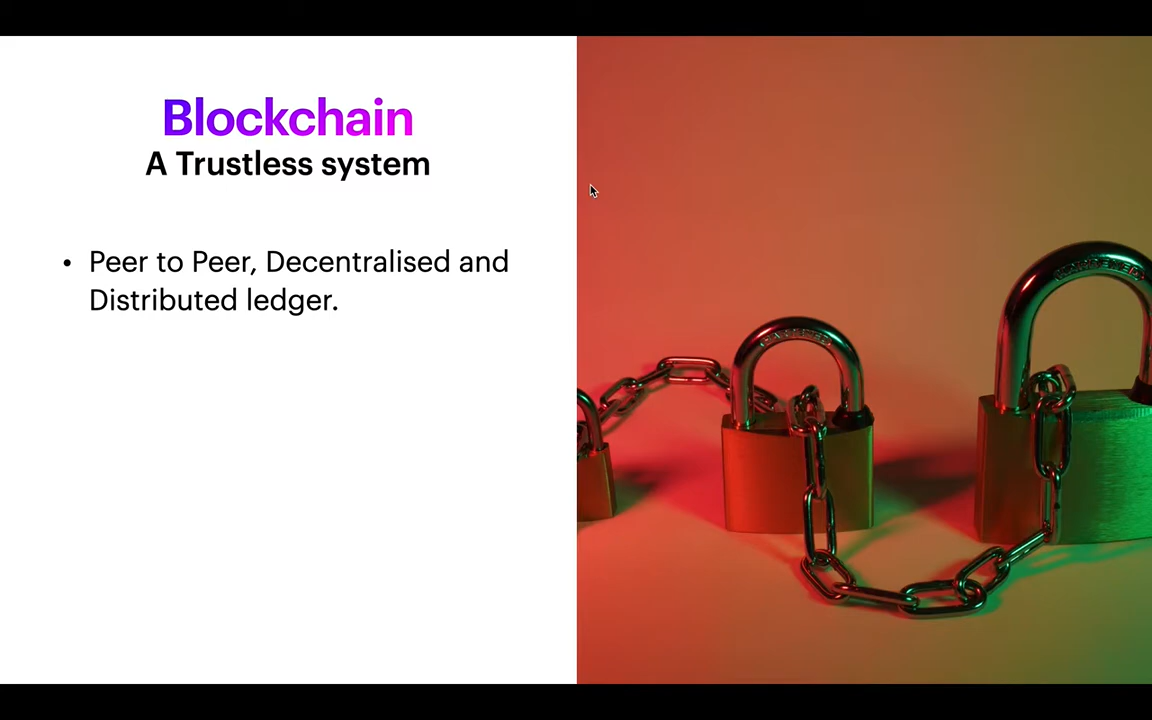 Blockchain
A Trustless system
• Peer to Peer, Decentralised and
Distributed ledger.